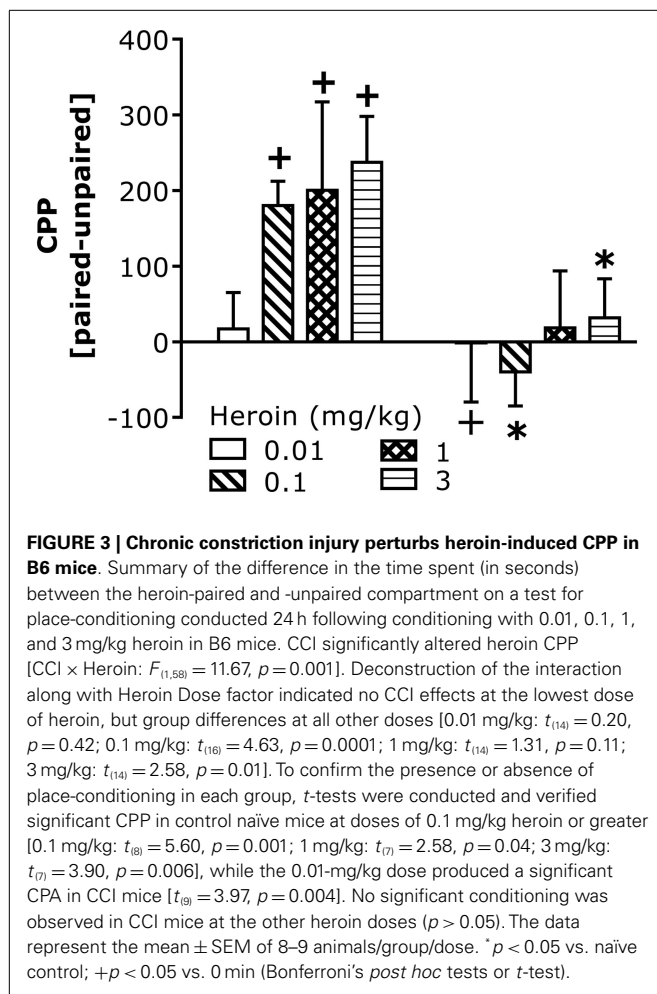 400
300
200
100
0
-100
CPP
[paired-unpaired]
+
+
+
+
*
*
Heroin (mg/kg)
0.01
1
0.1
3
FIGURE 3 | Chronic constriction injury perturbs heroin-induced CPP in
B6 mice. Summary of the difference in the time spent (in seconds)
between the heroin-paired and -unpaired compartment on a test for
place-conditioning conducted 24 h following conditioning with 0.01, 0.1, 1,
and 3 mg/kg heroin in B6 mice. CCI significantly altered heroin CPP
[CCI × Heroin: F(1,58) = 11.67, p = 0.001]. Deconstruction of the interaction
along with Heroin Dose factor indicated no CCI effects at the lowest dose
of heroin, but group differences at all other doses [0.01 mg/kg: t(14) = 0.20,
p = 0.42; 0.1 mg/kg: t(16) = 4.63, p = 0.0001; 1 mg/kg: t(14) = 1.31, p = 0.11;
3 mg/kg: t(14) = 2.58, p = 0.01]. To confirm the presence or absence of
place-conditioning in each group, t-tests were conducted and verified
significant CPP in control naïve mice at doses of 0.1 mg/kg heroin or greater
[0.1 mg/kg: t(8) = 5.60, p = 0.001; 1 mg/kg: t(7) = 2.58, p = 0.04; 3 mg/kg:
t(7) = 3.90, p = 0.006], while the 0.01-mg/kg dose produced a significant
CPA in CCI mice [t(9) = 3.97, p = 0.004]. No significant conditioning was
observed in CCI mice at the other heroin doses (p > 0.05). The data
represent the mean ± SEM of 8–9 animals/group/dose. *p < 0.05 vs. naïve
control; +p < 0.05 vs. 0 min (Bonferroni's post hoc tests or t-test).